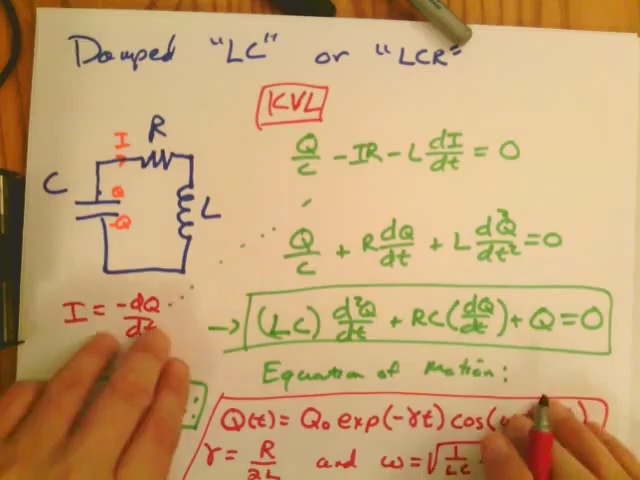 Damped "LC" or "LCR"
KVL
I R
C Q Q L
Q/C - IR - L dI/dt = 0
Q/C + R dQ/dt + L d²Q/dt² = 0
I = -dQ/dt
→ (LC) d²Q/dt² + RC(dQ/dt) + Q = 0
Equation of Motion:
Q(t) = Q₀ exp(-γt) cos(
γ = R/2L and ω = √1/LC